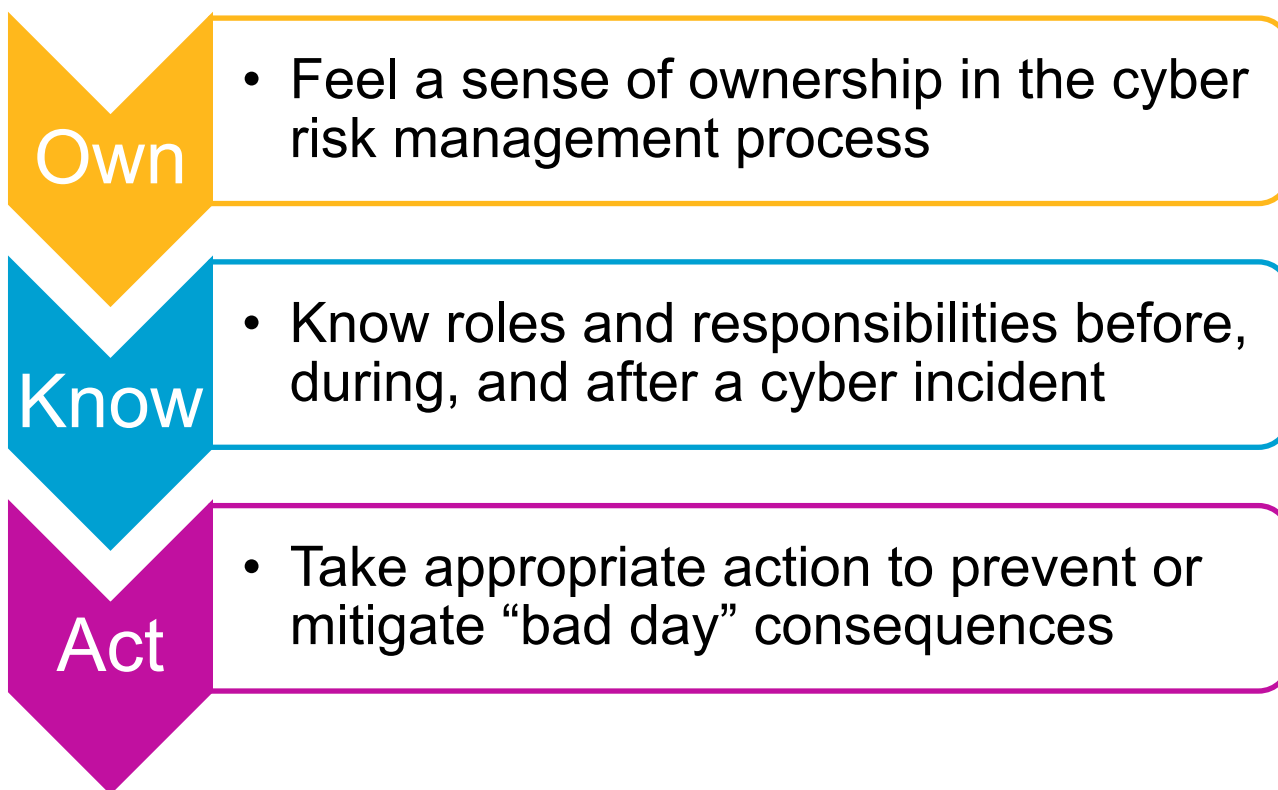 Own
• Feel a sense of ownership in the cyber
risk management process
Know
• Know roles and responsibilities before,
during, and after a cyber incident
Act
• Take appropriate action to prevent or
mitigate “bad day” consequences